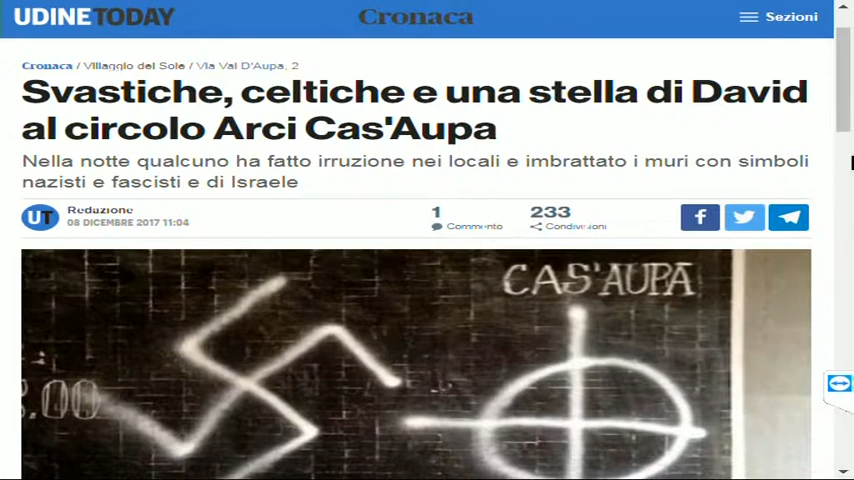 UDINETODAY
Cronaca
Sezioni
Cronaca / Villaggio del Sole / Via Val D'Aupa, 2
Svastiche, celtiche e una stella di David
al circolo Arci Cas'Aupa
Nella notte qualcuno ha fatto irruzione nei locali e imbrattato i muri con simboli
nazisti e fascisti e di Israele
UT
Redazione
08 DICEMBRE 2017 11:04
1
Commento
233
Condivisioni
CAS'AUPA
.00